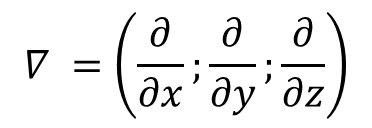 ∇ = (∂/∂x ; ∂/∂y ; ∂/∂z)